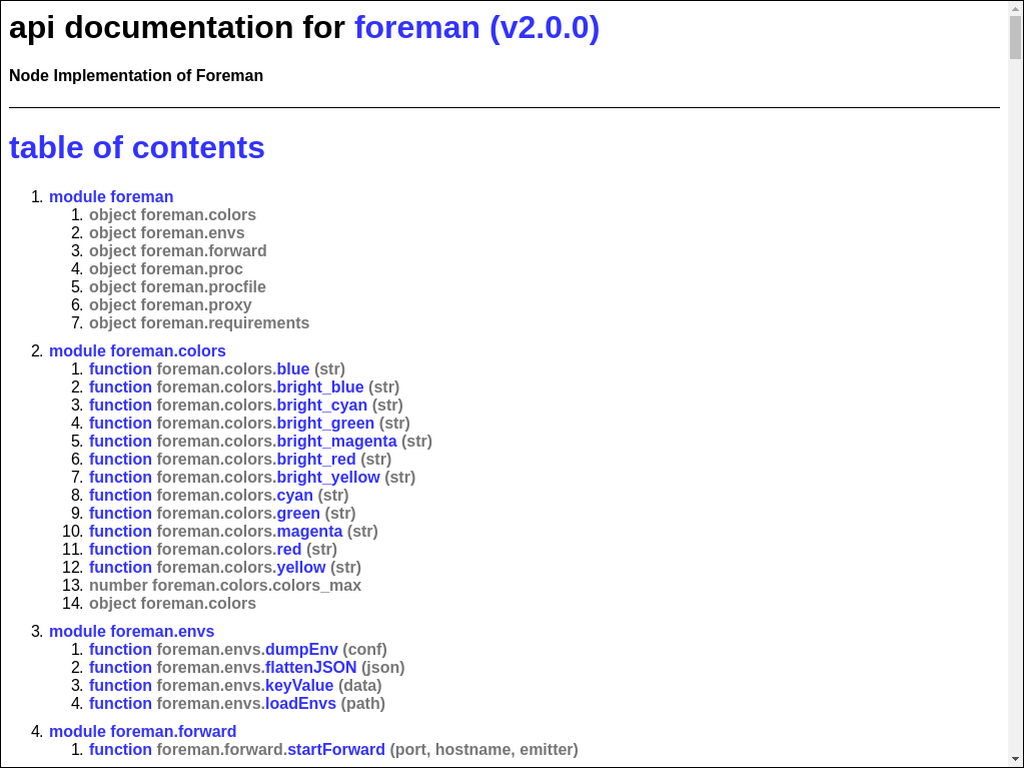 api documentation for foreman (v2.0.0)
Node Implementation of Foreman
table of contents
1. module foreman
1. object foreman.colors
2. object foreman.envs
3. object foreman.forward
4. object foreman.proc
5. object foreman.procfile
6. object foreman.proxy
7. object foreman.requirements
2. module foreman.colors
1. function foreman.colors.blue (str)
2. function foreman.colors.bright_blue (str)
3. function foreman.colors.bright_cyan (str)
4. function foreman.colors.bright_green (str)
5. function foreman.colors.bright_magenta (str)
6. function foreman.colors.bright_red (str)
7. function foreman.colors.bright_yellow (str)
8. function foreman.colors.cyan (str)
9. function foreman.colors.green (str)
10. function foreman.colors.magenta (str)
11. function foreman.colors.red (str)
12. function foreman.colors.yellow (str)
13. number foreman.colors.colors_max
14. object foreman.colors
3. module foreman.envs
1. function foreman.envs.dumpEnv (conf)
2. function foreman.envs.flattenJSON (json)
3. function foreman.envs.keyValue (data)
4. function foreman.envs.loadEnvs (path)
4. module foreman.forward
1. function foreman.forward.startForward (port, hostname, emitter)